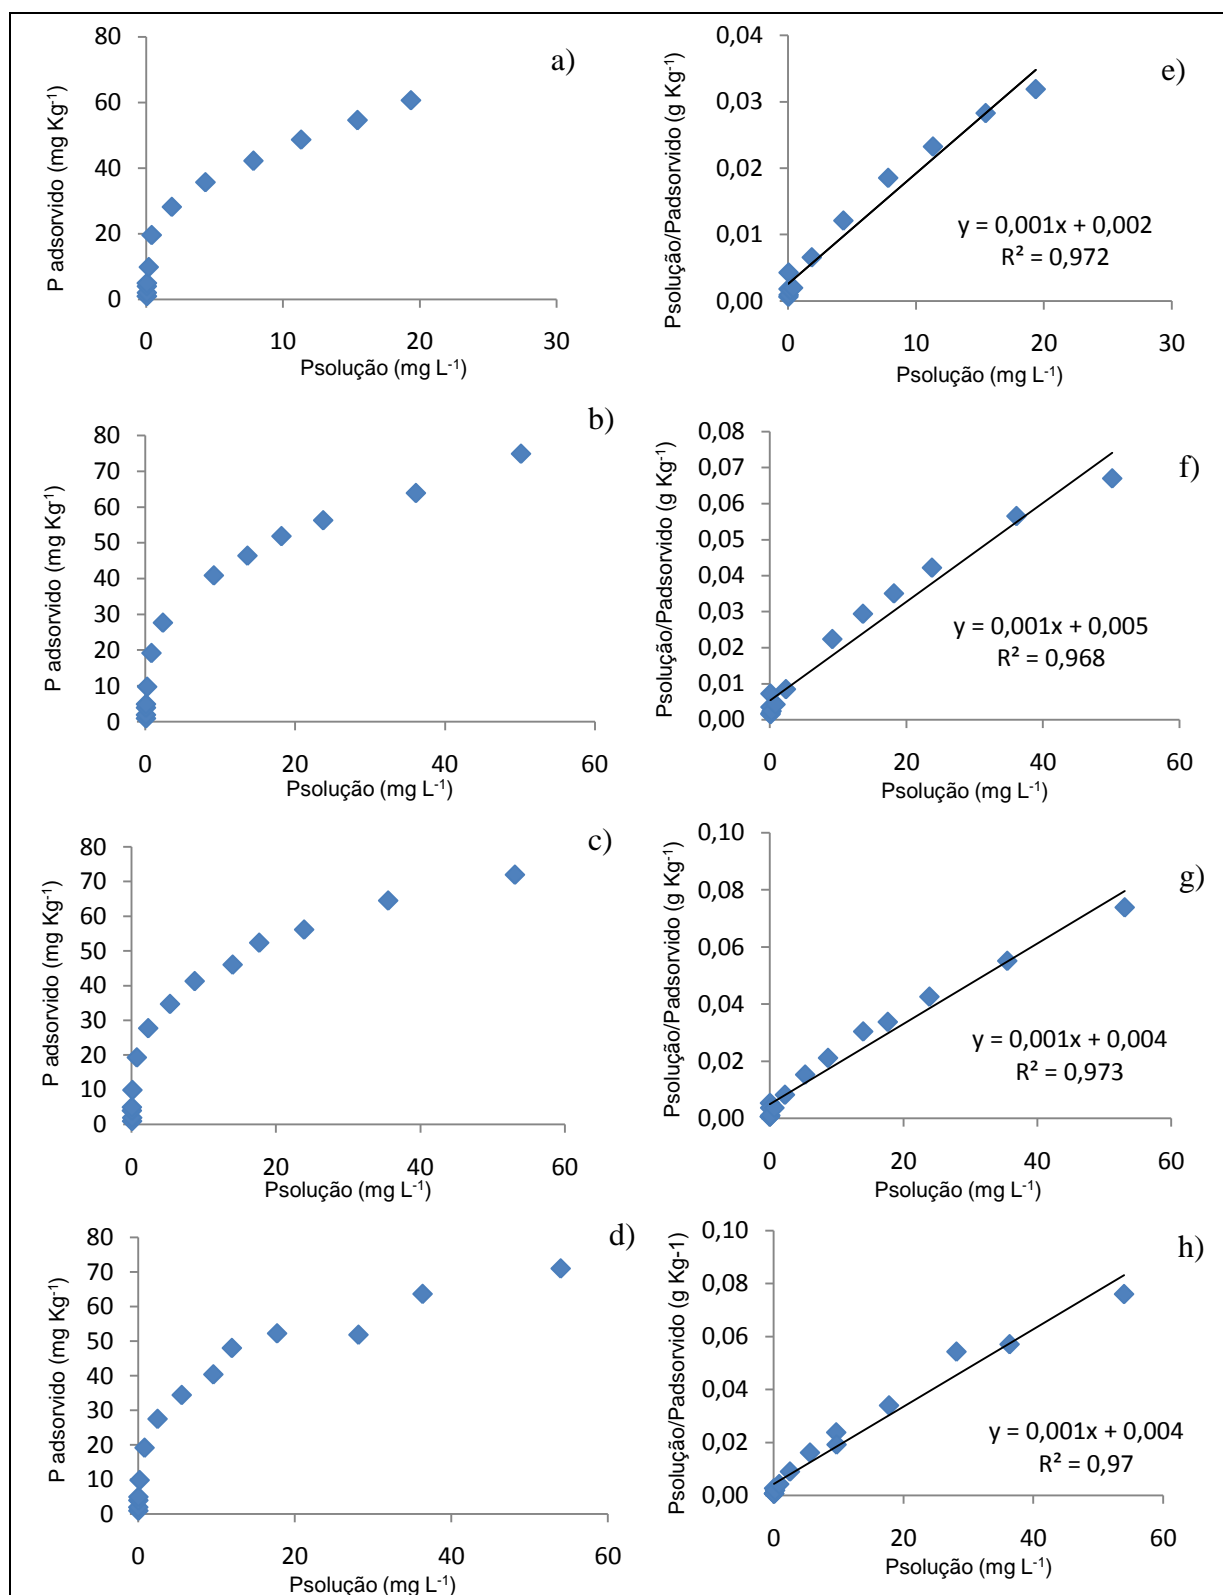 a)
P adsorvido (mg Kg⁻¹)
80
60
40
20
0
0 10 20 30
Psolução (mg L⁻¹)
e)
Psolução/Padsorvido (g Kg⁻¹)
0,04
0,03
0,02
0,01
0,00
y = 0,001x + 0,002
R² = 0,972
0 10 20 30
Psolução (mg L⁻¹)
b)
P adsorvido (mg Kg⁻¹)
80
70
60
50
40
30
20
10
0
0 20 40 60
Psolução (mg L⁻¹)
f)
Psolução/Padsorvido (g Kg⁻¹)
0,08
0,07
0,06
0,05
0,04
0,03
0,02
0,01
0,00
y = 0,001x + 0,005
R² = 0,968
0 20 40 60
Psolução (mg L⁻¹)
c)
P adsorvido (mg Kg⁻¹)
80
70
60
50
40
30
20
10
0
0 20 40 60
Psolução (mg L⁻¹)
g)
Psolução/Padsorvido (g Kg⁻¹)
0,10
0,08
0,06
0,04
0,02
0,00
y = 0,001x + 0,004
R² = 0,973
0 20 40 60
Psolução (mg L⁻¹)
d)
P adsorvido (mg Kg⁻¹)
80
70
60
50
40
30
20
10
0
0 20 40 60
Psolução (mg L⁻¹)
h)
Psolução/Padsorvido (g Kg-1)
0,10
0,08
0,06
0,04
0,02
0,00
y = 0,001x + 0,004
R² = 0,97
0 20 40 60
Psolução (mg L⁻¹)